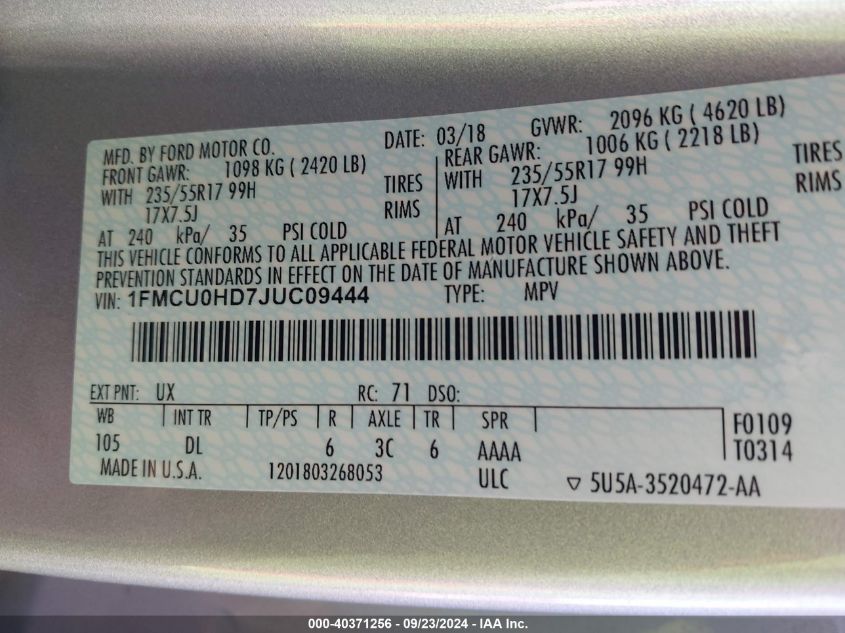 MFD. BY FORD MOTOR CO. DATE: 03/18 GVWR: 2096 KG ( 4620 LB)
FRONT GAWR: 1098 KG ( 2420 LB) REAR GAWR: 1006 KG ( 2218 LB)
WITH 235/55R17 99H TIRES WITH 235/55R17 99H TIRES
17X7.5J RIMS 17X7.5J RIMS
AT 240 kPa/ 35 PSI COLD AT 240 kPa/ 35 PSI COLD
THIS VEHICLE CONFORMS TO ALL APPLICABLE FEDERAL MOTOR VEHICLE SAFETY AND THEFT
PREVENTION STANDARDS IN EFFECT ON THE DATE OF MANUFACTURE SHOWN ABOVE.
VIN: 1FMCU0HD7JUC09444 TYPE: MPV
EXT PNT: UX RC: 71 DSO:
WB INT TR TP/PS R AXLE TR SPR F0109
105 DL 6 3C 6 AAAA T0314
MADE IN U.S.A. 1201803268053 ULC ▽ 5U5A-3520472-AA
000-40371256 - 09/23/2024 - IAA Inc.